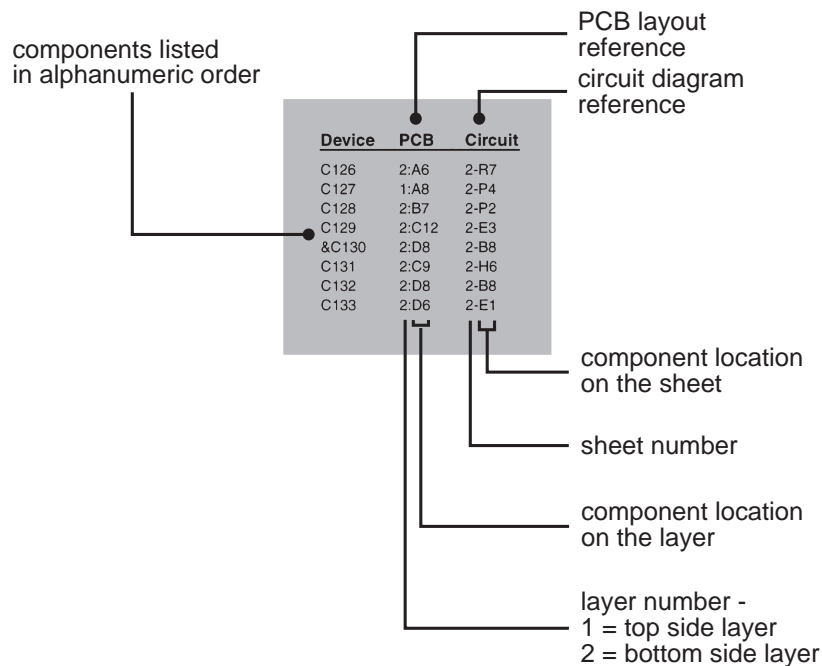 PCB layout
reference
components listed
in alphanumeric order
circuit diagram
reference
Device PCB Circuit
C126 2:A6 2-R7
C127 1:A8 2-P4
C128 2:B7 2-P2
C129 2:C12 2-E3
&C130 2:D8 2-B8
C131 2:C9 2-H6
C132 2:D8 2-B8
C133 2:D6 2-E1
component location
on the sheet
sheet number
component location
on the layer
layer number -
1 = top side layer
2 = bottom side layer